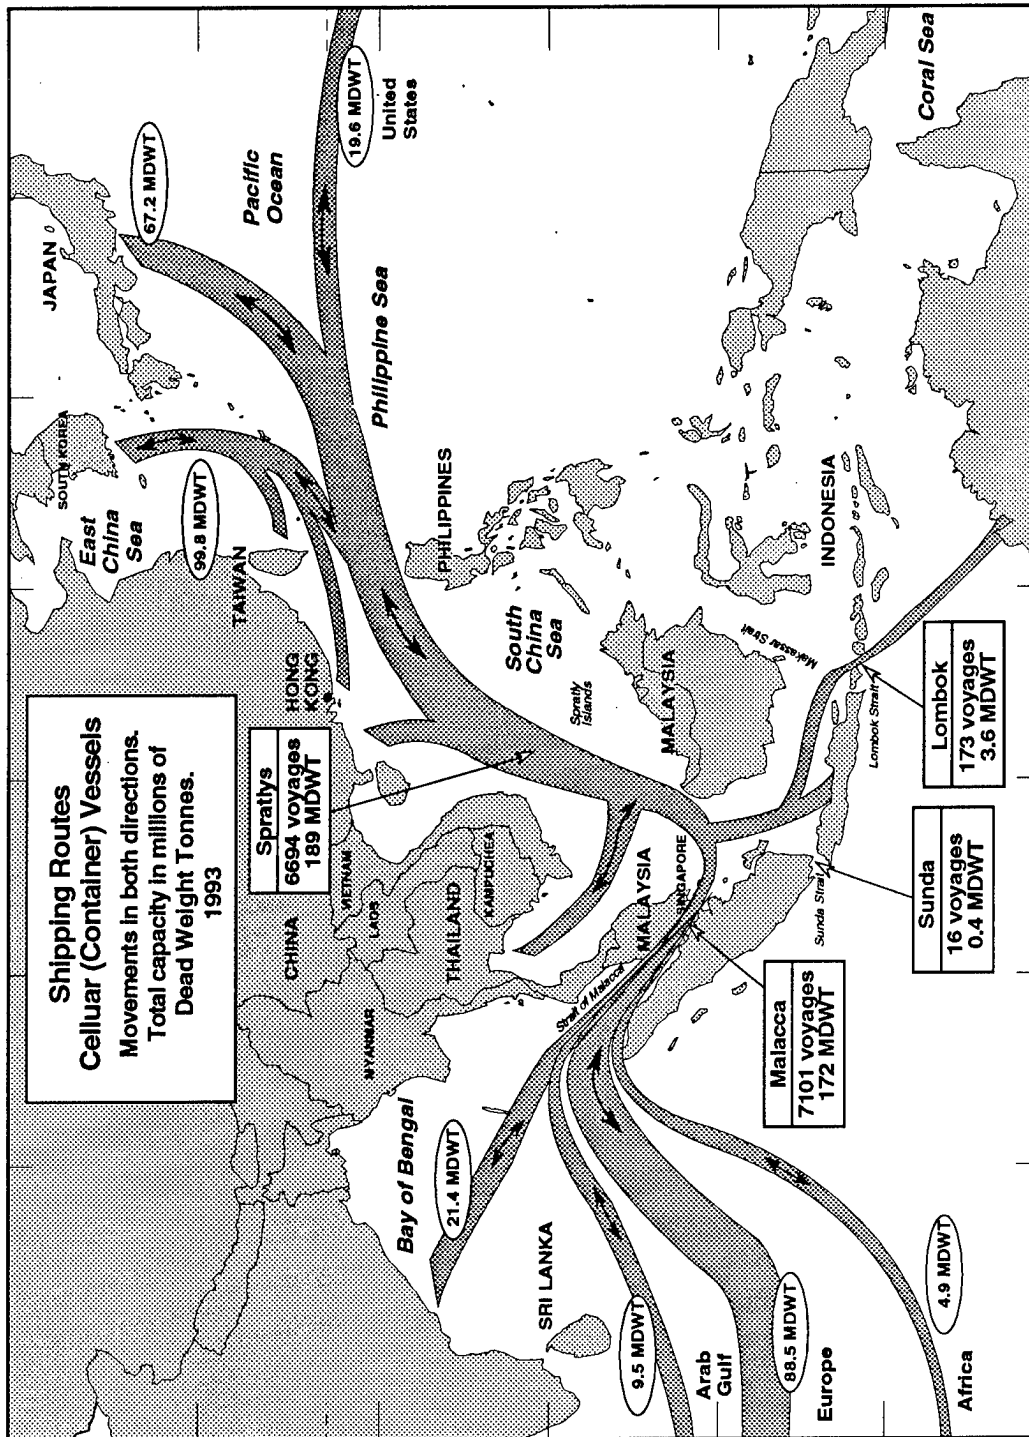 Shipping Routes
Celluar (Container) Vessels
Movements in both directions.
Total capacity in millions of
Dead Weight Tonnes.
1993
JAPAN
67.2 MDWT
SOUTH KOREA
East
China
Sea
99.8 MDWT
Pacific
Ocean
19.6 MDWT
United
States
TAIWAN
HONG
KONG
Philippine Sea
CHINA
Spratlys
6694 voyages
189 MDWT
MYANMAR
LAOS
VIETNAM
THAILAND
KAMPUCHEA
PHILIPPINES
South
China
Sea
Spratly
Islands
Bay of Bengal
21.4 MDWT
SRI LANKA
Strait of Malacca
MALAYSIA
SINGAPORE
MALAYSIA
Makassar Strait
INDONESIA
9.5 MDWT
Arab
Gulf
88.5 MDWT
Europe
4.9 MDWT
Africa
Malacca
7101 voyages
172 MDWT
Sunda Strait
Sunda
16 voyages
0.4 MDWT
Lombok Strait
Lombok
173 voyages
3.6 MDWT
Coral Sea